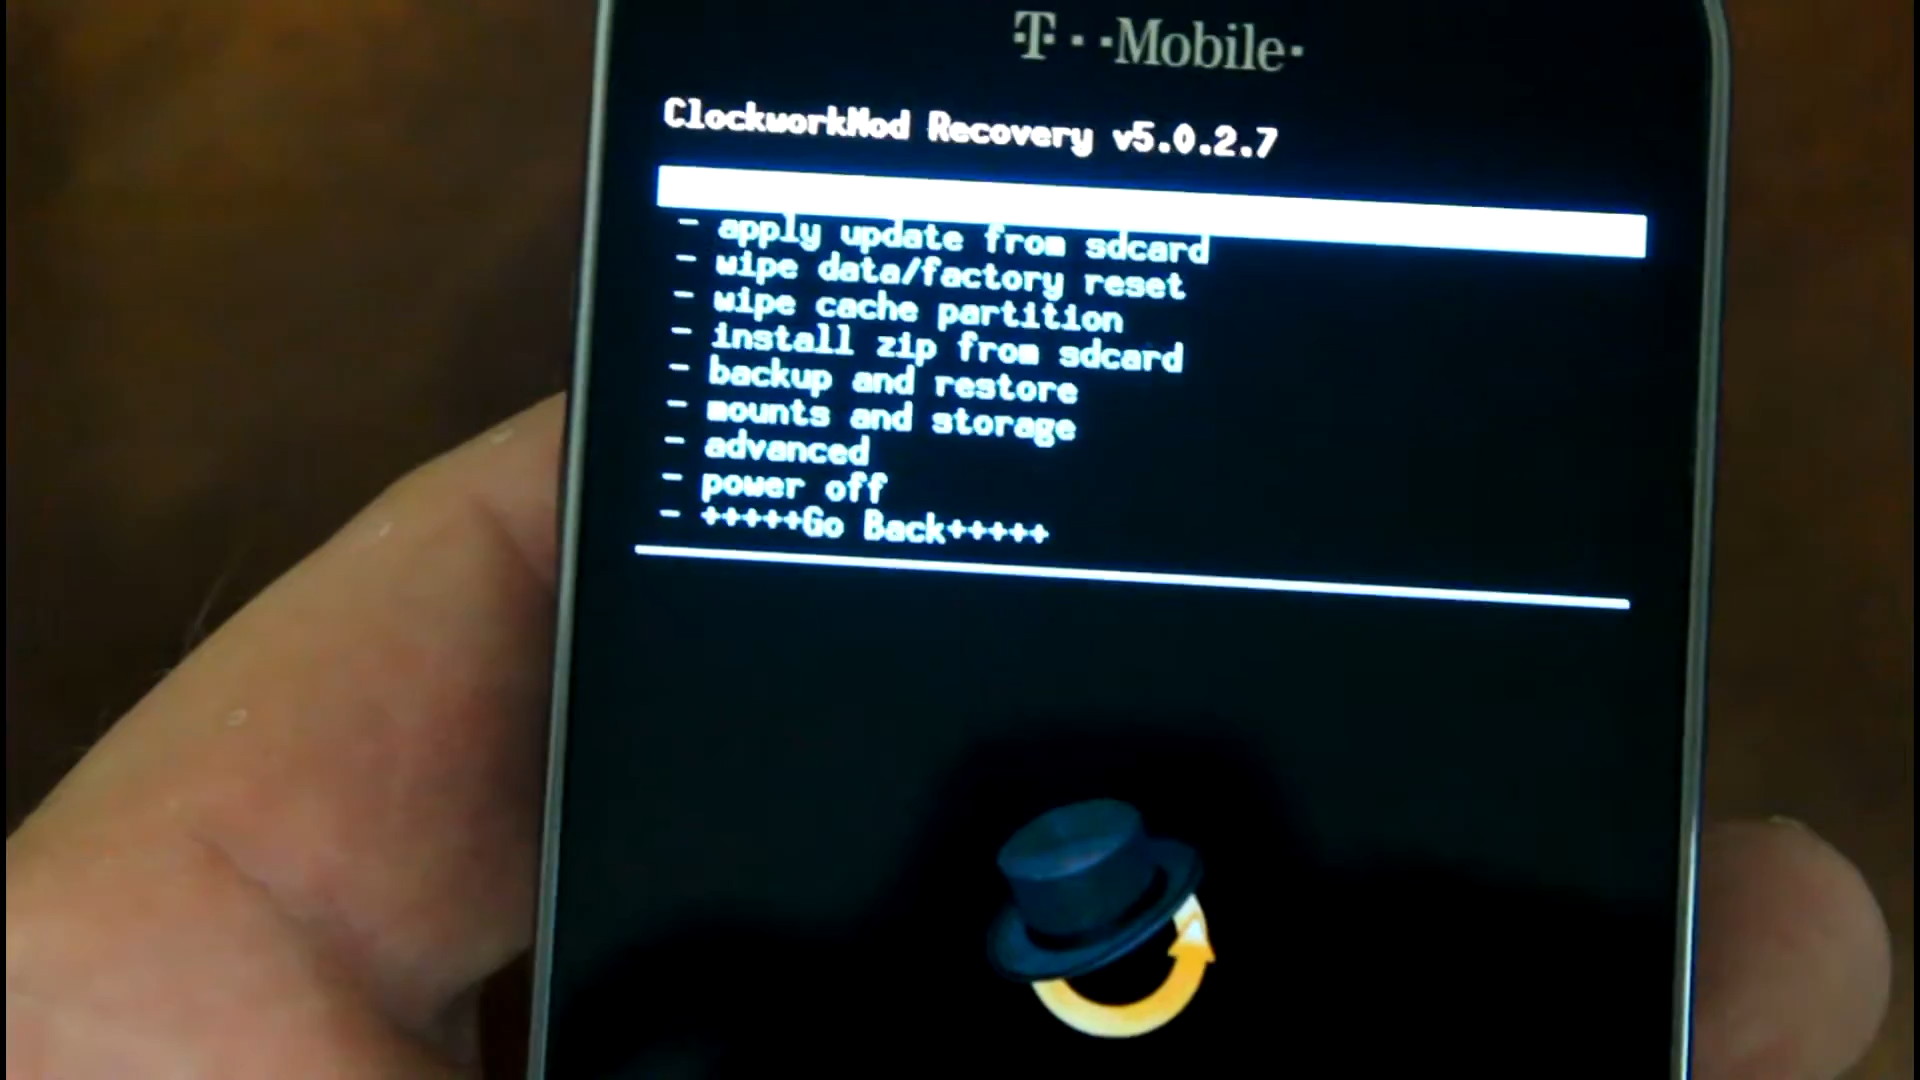 T··Mobile·
ClockworkMod Recovery v5.0.2.7
- apply update from sdcard
- wipe data/factory reset
- wipe cache partition
- install zip from sdcard
- backup and restore
- mounts and storage
- advanced
- power off
- +++++Go Back+++++